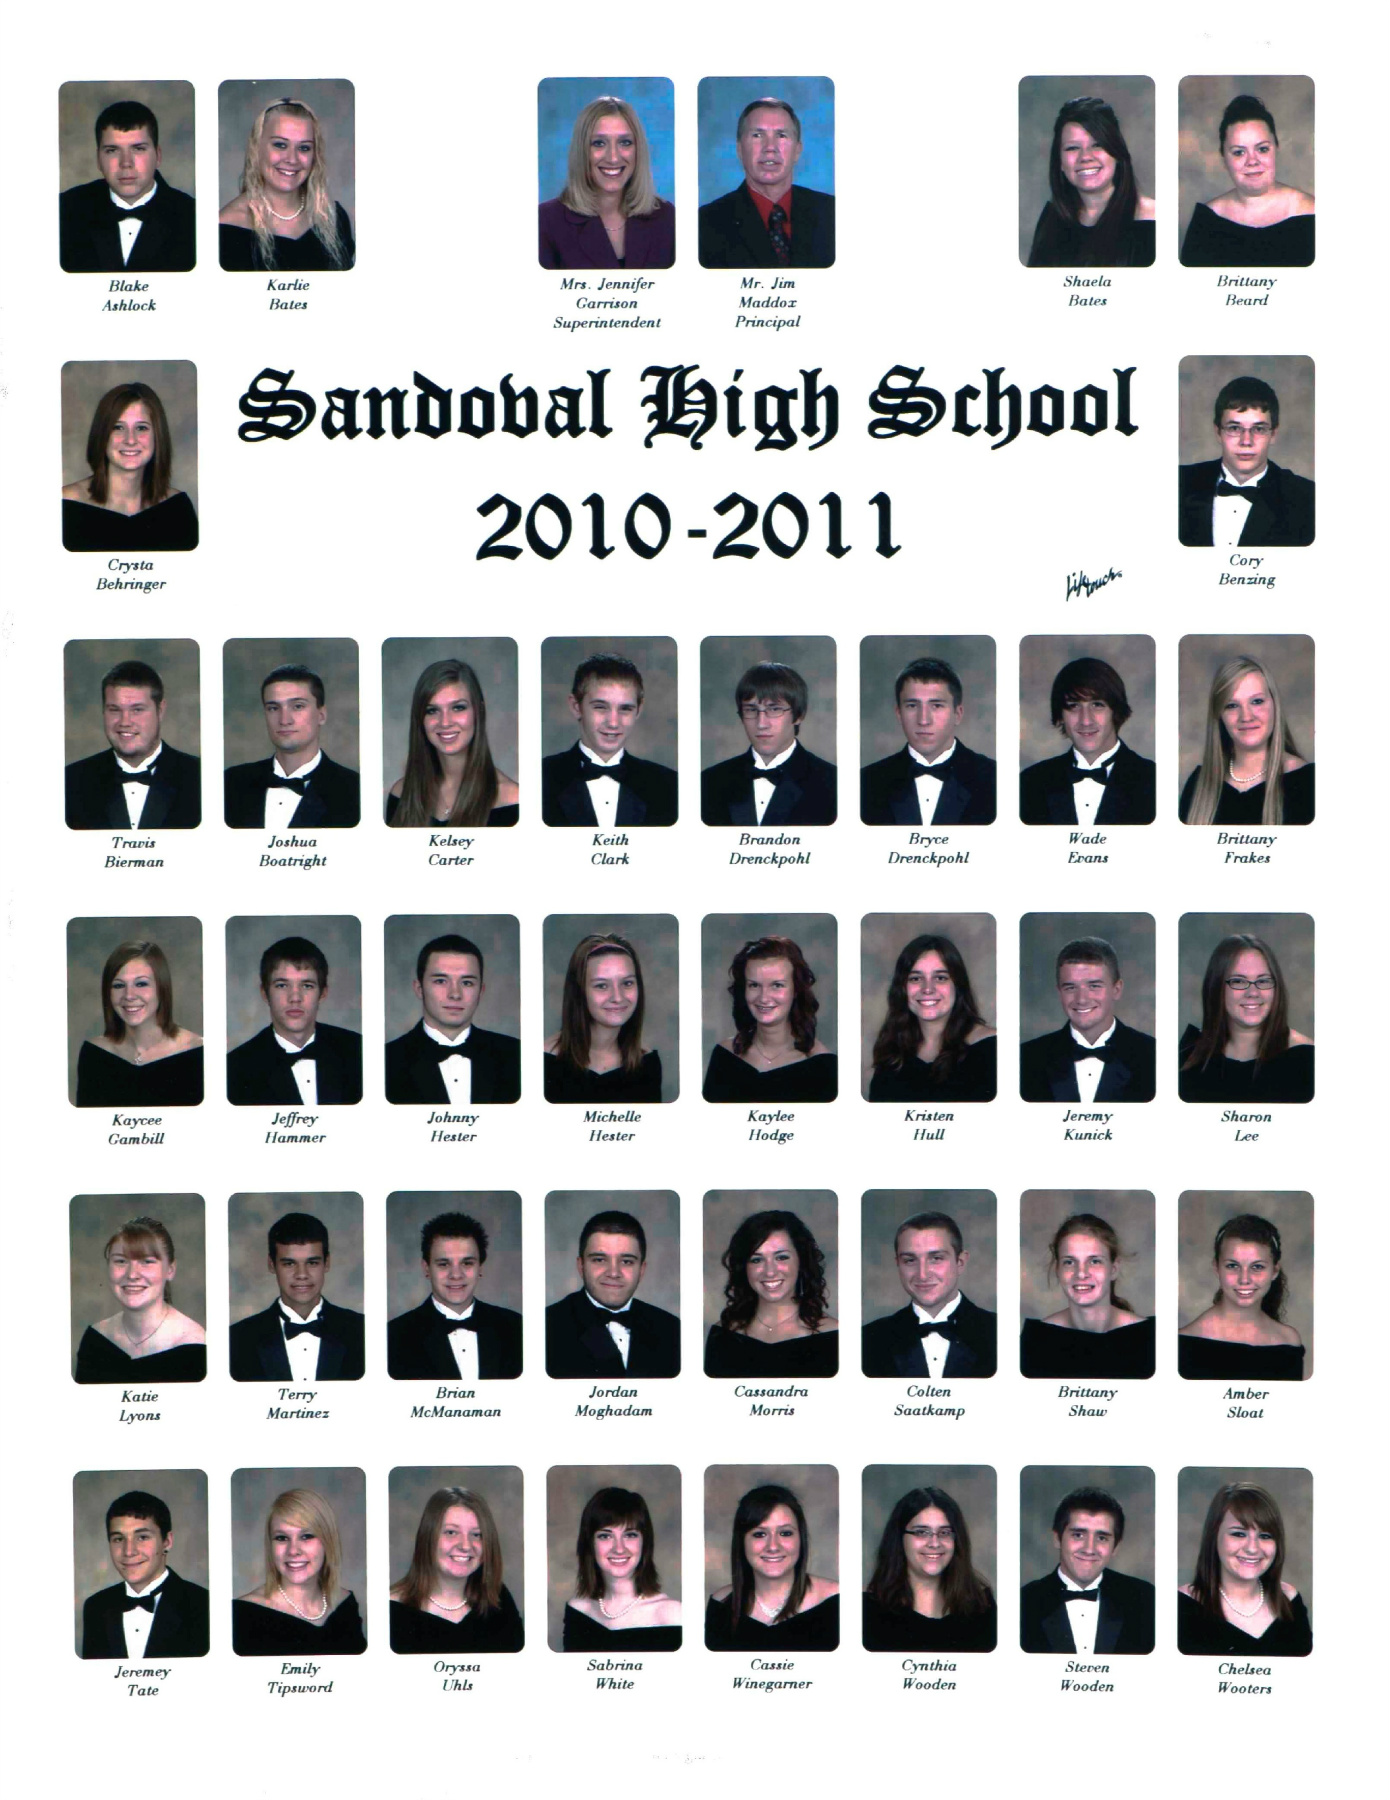 Blake
Ashlock
Karlie
Bates
Mrs. Jennifer
Garrison
Superintendent
Mr. Jim
Maddox
Principal
Shaela
Bates
Brittany
Beard
Sandoval High School
2010-2011
Lifetouch
Crysta
Behringer
Cory
Benzing
Travis
Bierman
Joshua
Boatright
Kelsey
Carter
Keith
Clark
Brandon
Drenckpohl
Bryce
Drenckpohl
Wade
Evans
Brittany
Frakes
Kaycee
Gambill
Jeffrey
Hammer
Johnny
Hester
Michelle
Hester
Kaylee
Hodge
Kristen
Hull
Jeremy
Kunick
Sharon
Lee
Katie
Lyons
Terry
Martinez
Brian
McManaman
Jordan
Moghadam
Cassandra
Morris
Colten
Saatkamp
Brittany
Shaw
Amber
Sloat
Jeremey
Tate
Emily
Tipsword
Oryssa
Uhls
Sabrina
White
Cassie
Winegarner
Cynthia
Wooden
Steven
Wooden
Chelsea
Wooters